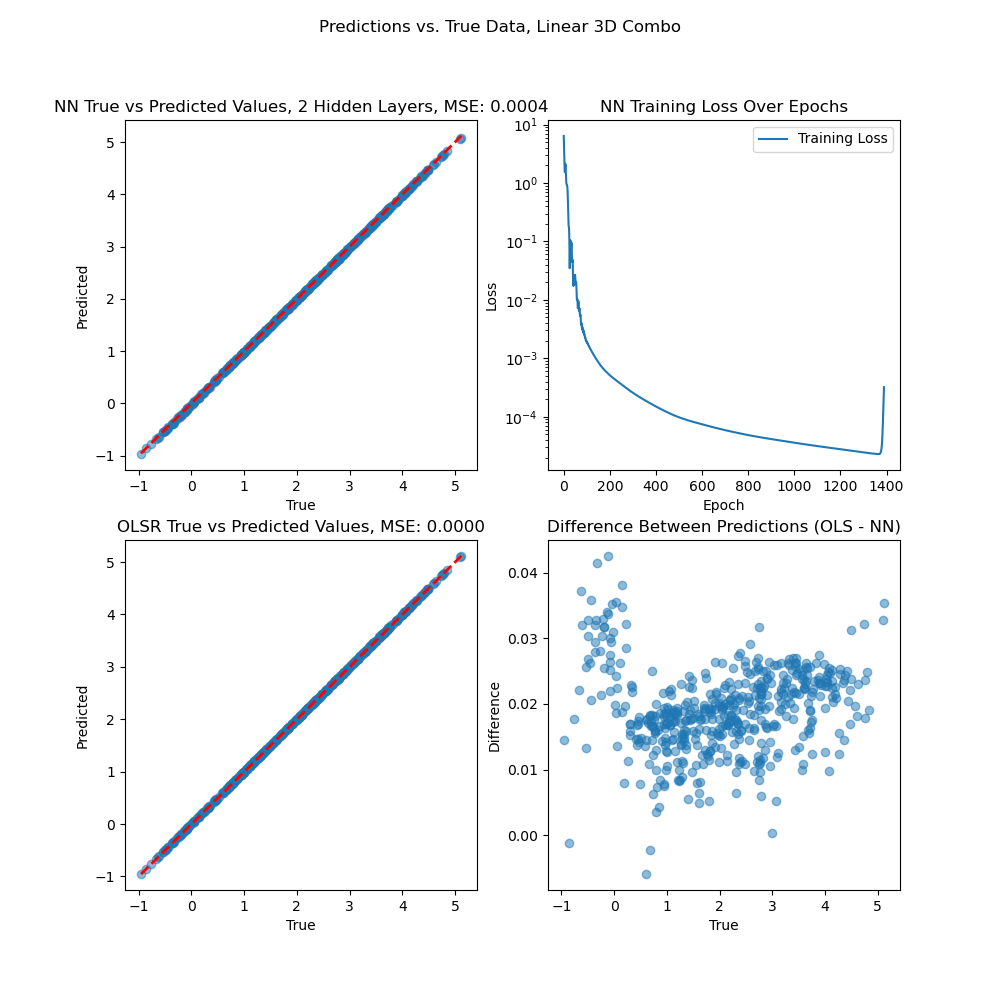 Predictions vs. True Data, Linear 3D Combo
NN True vs Predicted Values, 2 Hidden Layers, MSE: 0.0004
5
4
3
2
1
0
−1
Predicted
−1 0 1 2 3 4 5
True
NN Training Loss Over Epochs
Training Loss
10^1
10^0
10^−1
10^−2
10^−3
10^−4
Loss
0 200 400 600 800 1000 1200 1400
Epoch
OLSR True vs Predicted Values, MSE: 0.0000
5
4
3
2
1
0
−1
Predicted
−1 0 1 2 3 4 5
True
Difference Between Predictions (OLS - NN)
0.04
0.03
0.02
0.01
0.00
Difference
−1 0 1 2 3 4 5
True